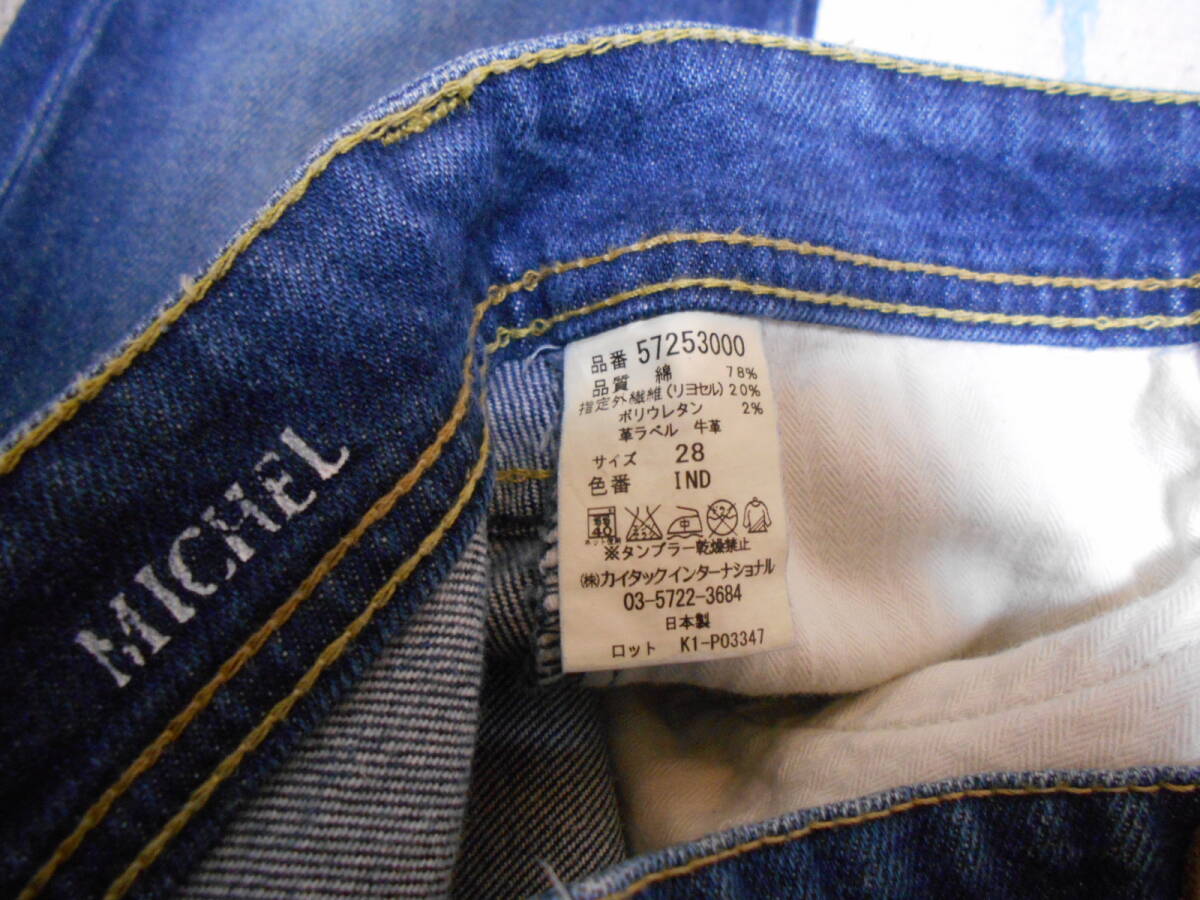 MICHEL
品番 57253000
品質 綿 78%
指定外繊維(リヨセル)20%
ポリウレタン 2%
革ラベル 牛革
サイズ 28
色番 IND
40 中
※タンブラー乾燥禁止
(株)カイタックインターナショナル
03-5722-3684
日本製
ロット K1-P03347